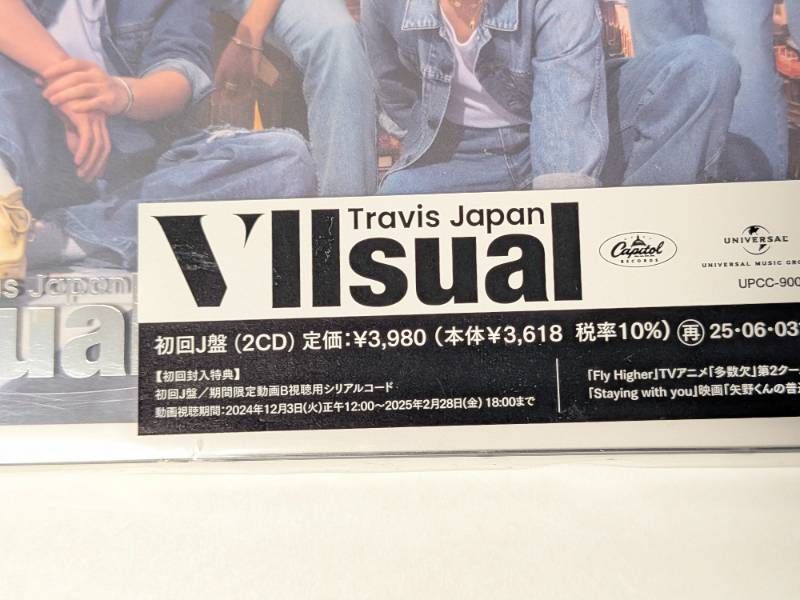 Travis Japan
VIIsual
Capitol
RECORDS
UNIVERSAL
UNIVERSAL MUSIC GRO
UPCC-900
is Japan
sual
初回J盤 (2CD) 定価:¥3,980 (本体¥3,618 税率10%) 再 25・06・03
【初回封入特典】
初回J盤/期間限定動画B視聴用シリアルコード
動画視聴期間:2024年12月3日(火)正午12:00〜2025年2月28日(金) 18:00まで
「Fly Higher」TVアニメ「多数欠」第2クー
「Staying with you」映画「矢野くんの普